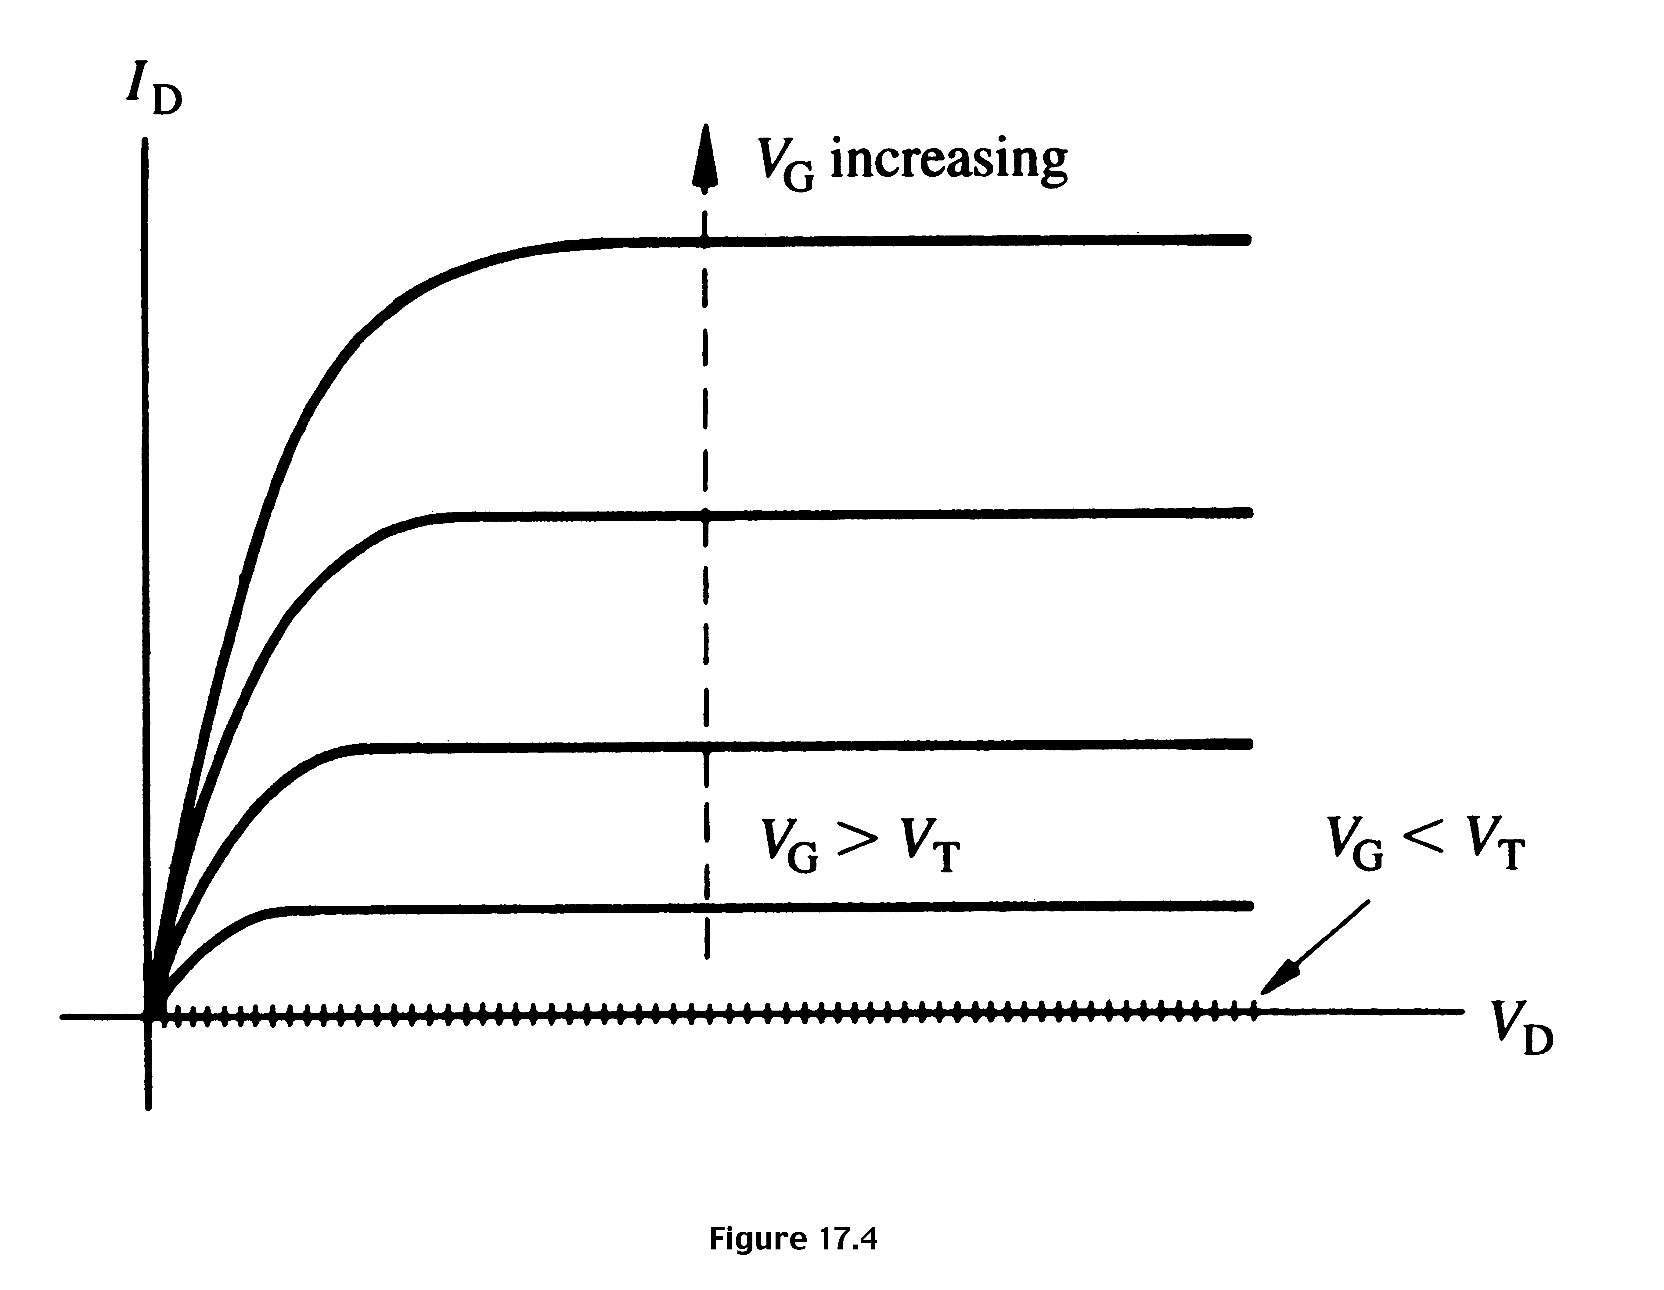 I_D
V_G increasing
V_G > V_T
V_G < V_T
V_D
Figure 17.4